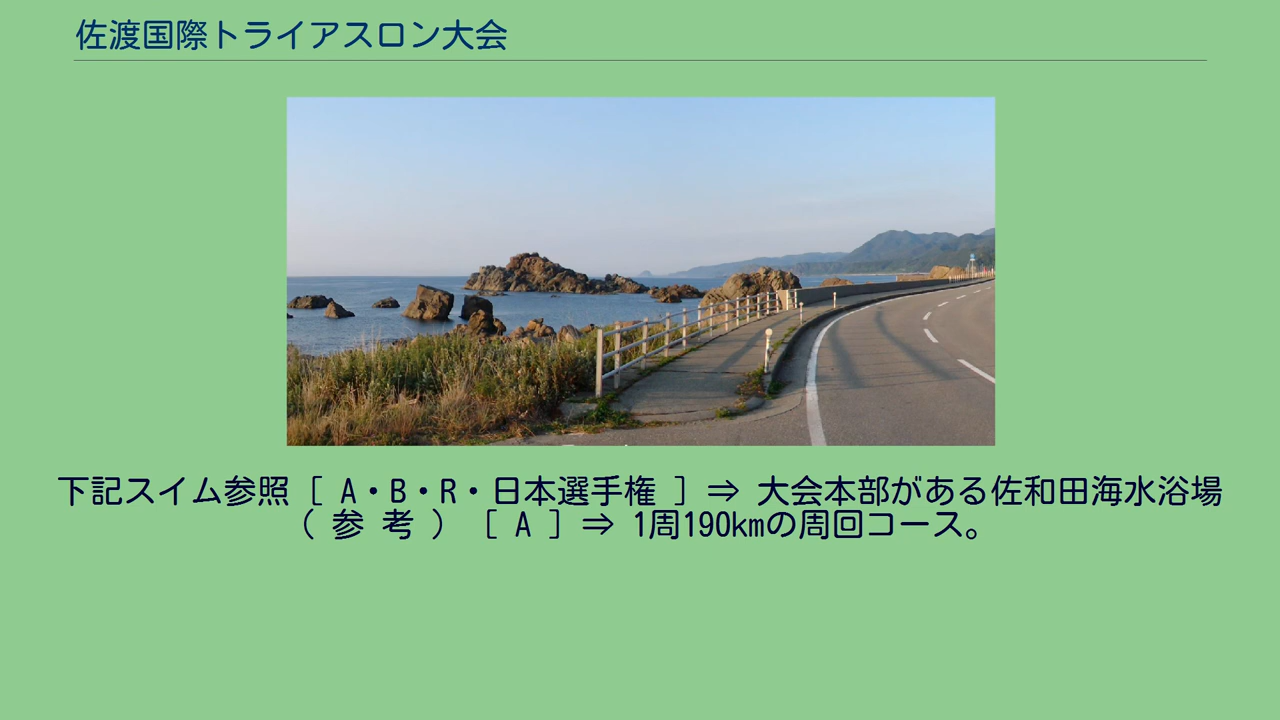 佐渡国際トライアスロン大会
下記スイム参照［ A・B・R・日本選手権 ］⇒ 大会本部がある佐和田海水浴場
（ 参 考 ）［ A ］⇒ 1周190kmの周回コース。